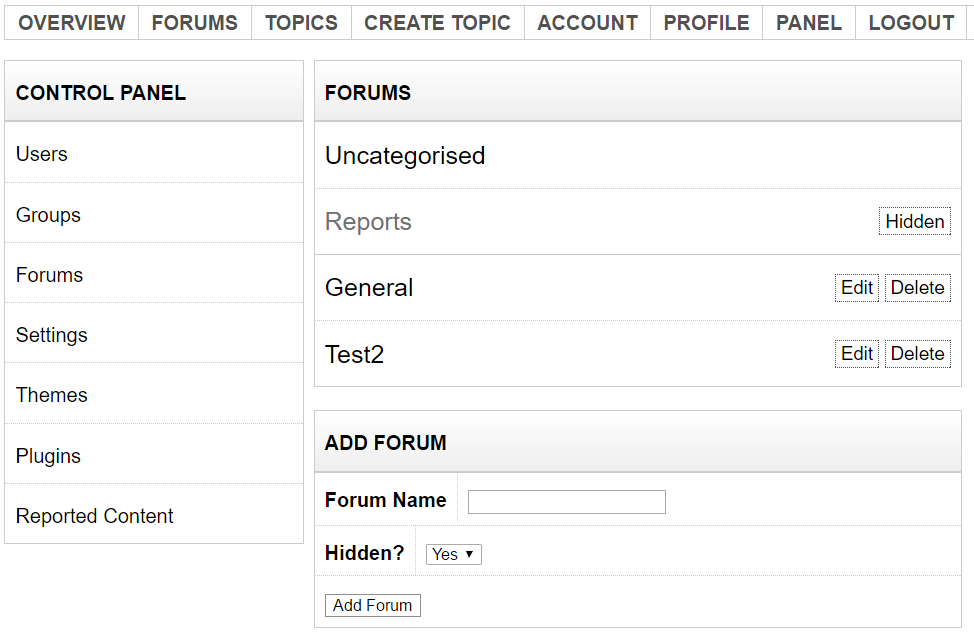 OVERVIEW FORUMS TOPICS CREATE TOPIC ACCOUNT PROFILE PANEL LOGOUT
CONTROL PANEL
Users
Groups
Forums
Settings
Themes
Plugins
Reported Content
FORUMS
Uncategorised
Reports Hidden
General Edit Delete
Test2 Edit Delete
ADD FORUM
Forum Name
Hidden? Yes
Add Forum